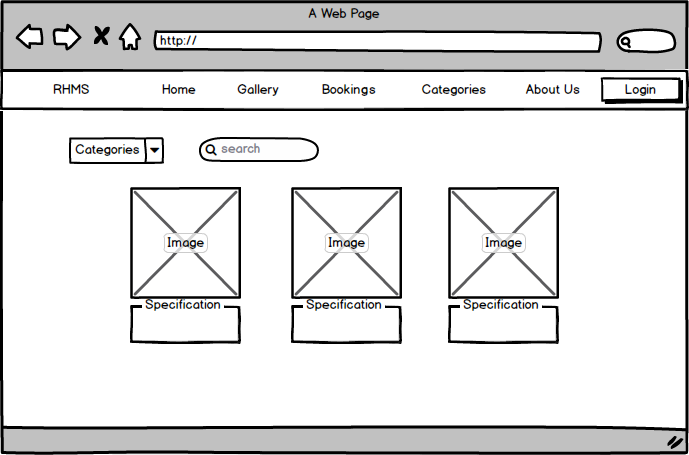 A Web Page
http://
RHMS Home Gallery Bookings Categories About Us Login
Categories search
Image Image Image
Specification Specification Specification